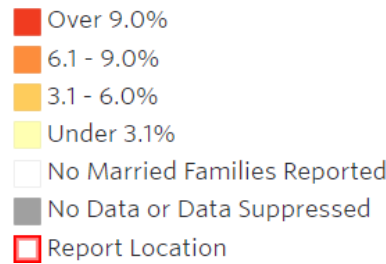 Over 9.0%
6.1 - 9.0%
3.1 - 6.0%
Under 3.1%
No Married Families Reported
No Data or Data Suppressed
Report Location